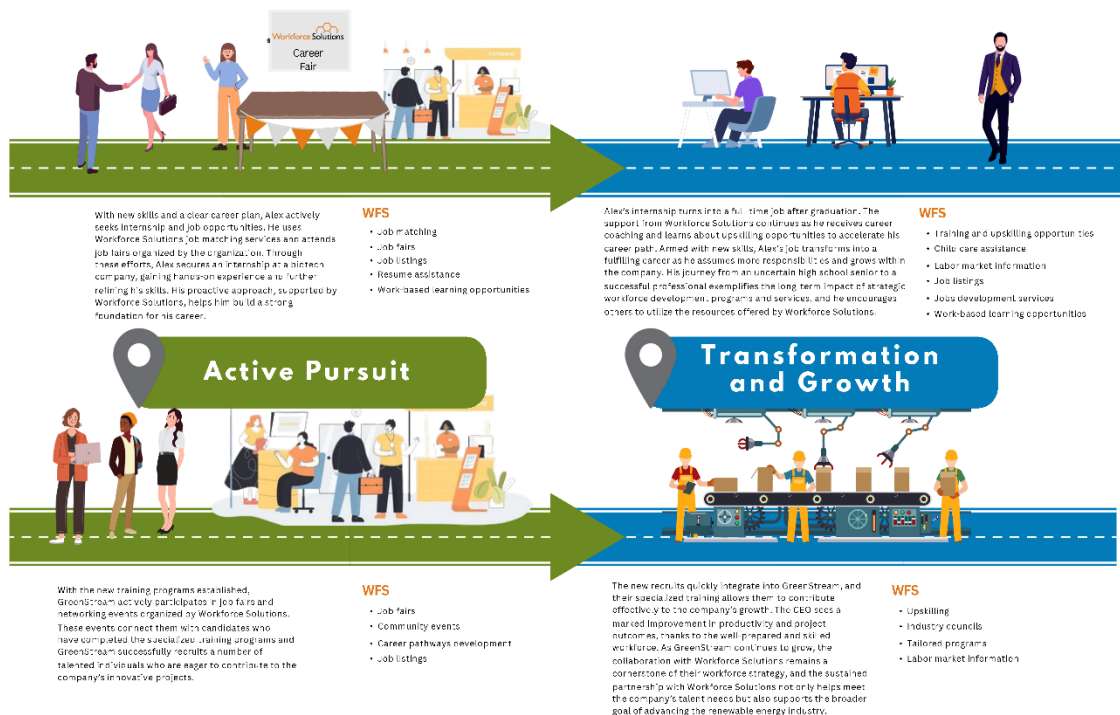 Workforce Solutions
Career
Fair
Company
With new skills and a clear career plan, Alex actively
seeks internship and job opportunities. He uses
Workforce Solutions job matching services and attends
job fairs organized by the organization. Through
these efforts, Alex secures an internship at a biotech
company, gaining hands-on experience and further
refining his skills. His proactive approach, supported by
Workforce Solutions, helps him build a strong
foundation for his career.
WFS
• Job matching
• Job fairs
• Job listings
• Resume assistance
• Work-based learning opportunities
Alex's internship turns into a full-time job after graduation. The
support from Workforce Solutions continues as he receives career
coaching and learns about upskilling opportunities to accelerate his
career path. Armed with new skills, Alex's job transforms into a
fulfilling career as he assumes more responsibilities and grows within
the company. His journey from an uncertain high school senior to a
successful professional exemplifies the long-term impact of strategic
workforce development programs and services, and he encourages
others to utilize the resources offered by Workforce Solutions.
WFS
• Training and upskilling opportunities
• Child care assistance
• Labor market information
• Job listings
• Jobs development services
• Work-based learning opportunities
Active Pursuit
Transformation
and Growth
With the new training programs established,
GreenStream actively participates in job fairs and
networking events organized by Workforce Solutions.
These events connect them with candidates who
have completed the specialized training programs and
GreenStream successfully recruits a number of
talented individuals who are eager to contribute to the
company's innovative projects.
WFS
• Job fairs
• Community events
• Career pathways development
• Job listings
The new recruits quickly integrate into GreenStream, and
their specialized training allows them to contribute
effectively to the company's growth. The CEO sees a
marked improvement in productivity and project
outcomes, thanks to the well-prepared and skilled
workforce. As GreenStream continues to grow, the
collaboration with Workforce Solutions remains a
cornerstone of their workforce strategy, and the sustained
partnership with Workforce Solutions not only helps meet
the company's talent needs but also supports the broader
goal of advancing the renewable energy industry.
WFS
• Upskilling
• Industry councils
• Tailored programs
• Labor market information